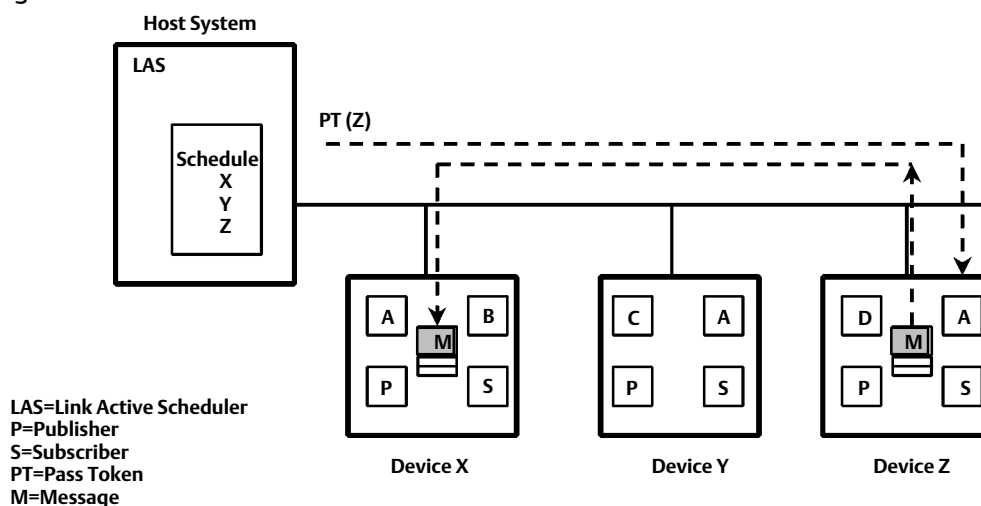 Host System
LAS
PT (Z)
Schedule
X
Y
Z
A
B
M
P
S
C
A
P
S
D
A
M
P
S
LAS=Link Active Scheduler
P=Publisher
S=Subscriber
PT=Pass Token
M=Message
Device X
Device Y
Device Z